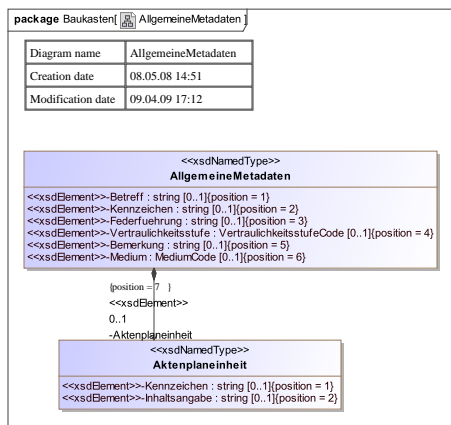 package Baukasten[ AllgemeineMetadaten ]
Diagram name AllgemeineMetadaten
Creation date 08.05.08 14:51
Modification date 09.04.09 17:12
<<xsdNamedType>>
AllgemeineMetadaten
<<xsdElement>>-Betreff : string [0..1]{position = 1}
<<xsdElement>>-Kennzeichen : string [0..1]{position = 2}
<<xsdElement>>-Federfuehrung : string [0..1]{position = 3}
<<xsdElement>>-Vertraulichkeitsstufe : VertraulichkeitsstufeCode [0..1]{position = 4}
<<xsdElement>>-Bemerkung : string [0..1]{position = 5}
<<xsdElement>>-Medium : MediumCode [0..1]{position = 6}
{position = 7 }
<<xsdElement>>
0..1
-Aktenplaneinheit
<<xsdNamedType>>
Aktenplaneinheit
<<xsdElement>>-Kennzeichen : string [0..1]{position = 1}
<<xsdElement>>-Inhaltsangabe : string [0..1]{position = 2}